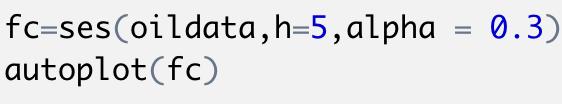 fc=ses(oildata,h=5,alpha = 0.3)
autoplot(fc)